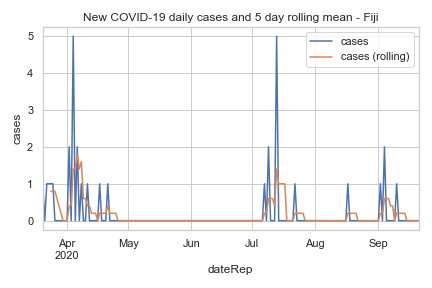 New COVID-19 daily cases and 5 day rolling mean - Fiji
cases
cases (rolling)
cases
5
4
3
2
1
0
Apr
2020
May
Jun
Jul
Aug
Sep
dateRep